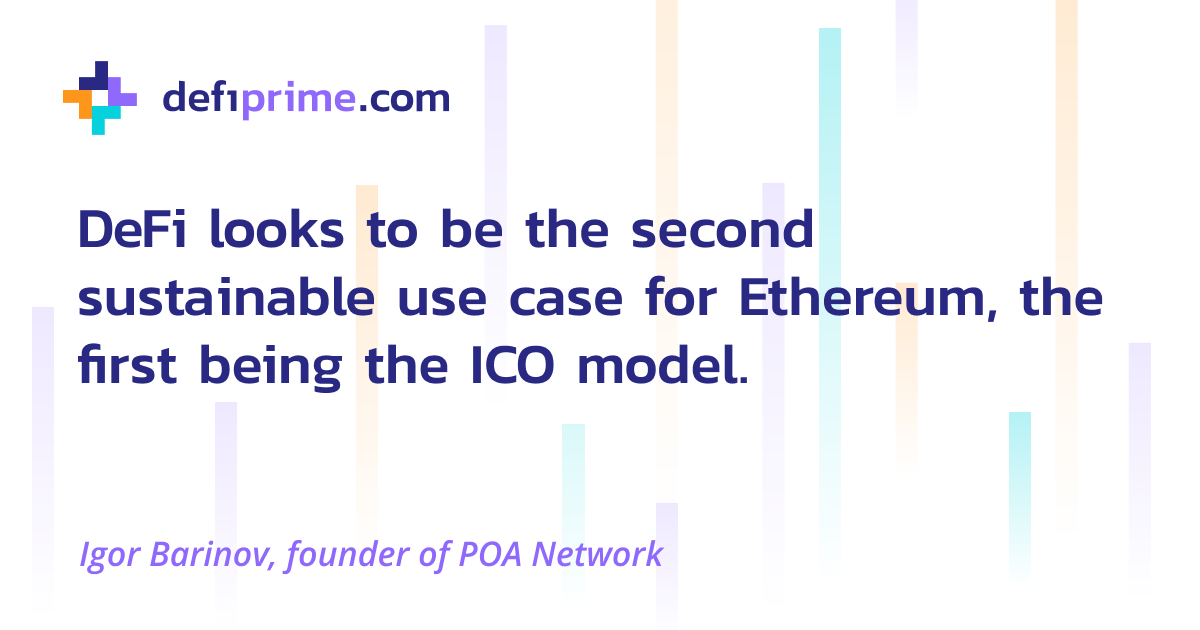 defiprime.com
DeFi looks to be the second
sustainable use case for Ethereum, the
first being the ICO model.
Igor Barinov, founder of POA Network